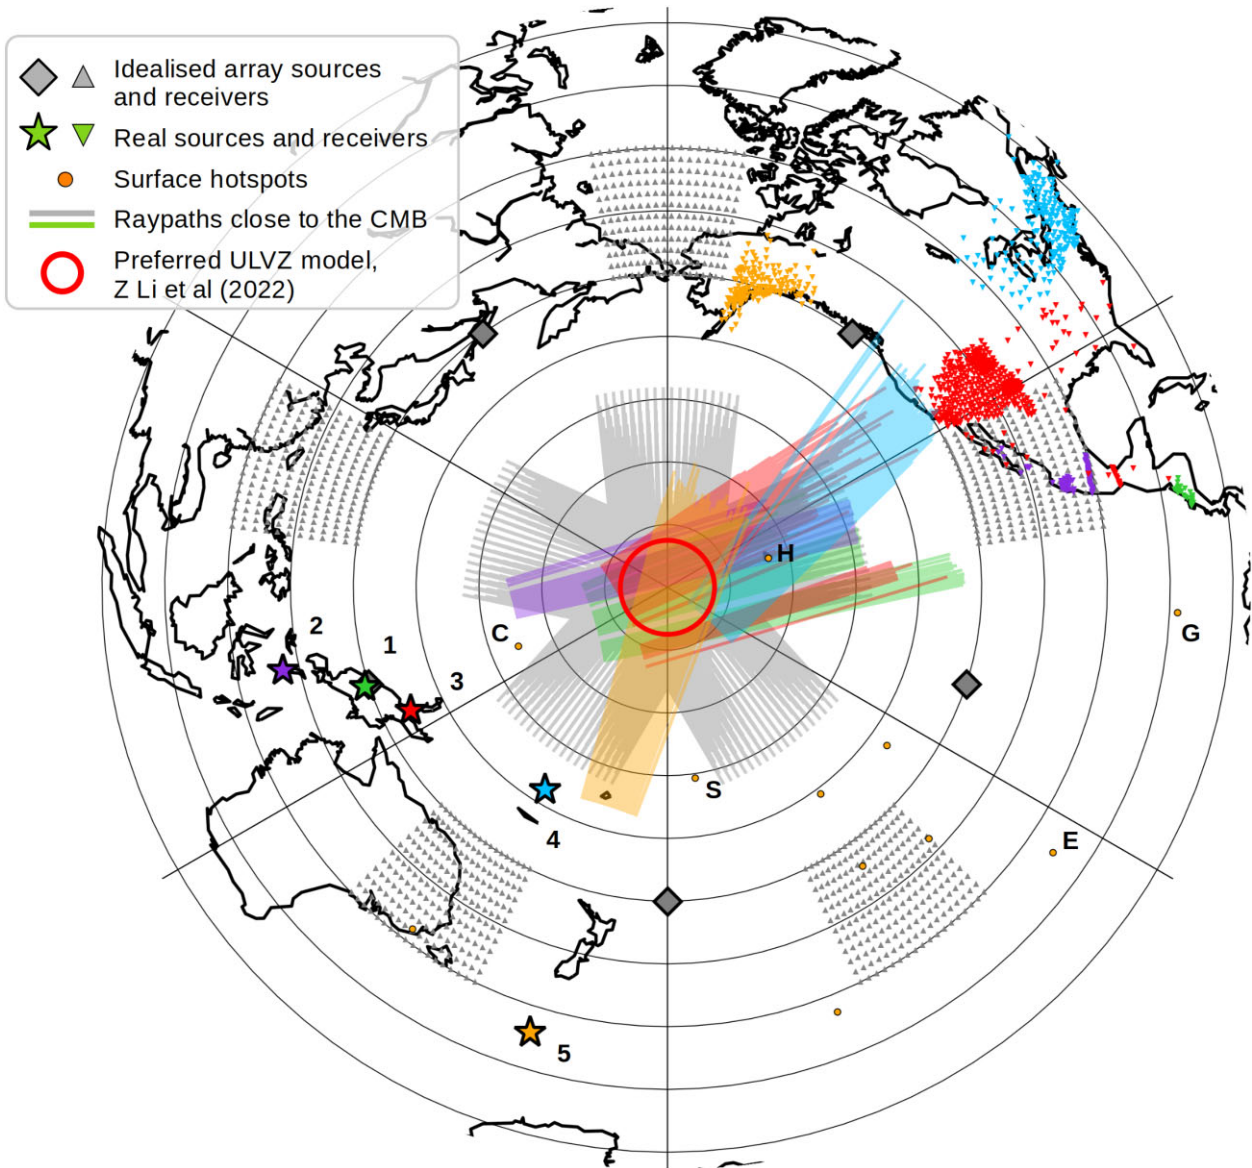 Idealised array sources
and receivers
Real sources and receivers
Surface hotspots
Raypaths close to the CMB
Preferred ULVZ model,
Z Li et al (2022)
H
G
C
2
1
3
S
4
E
5